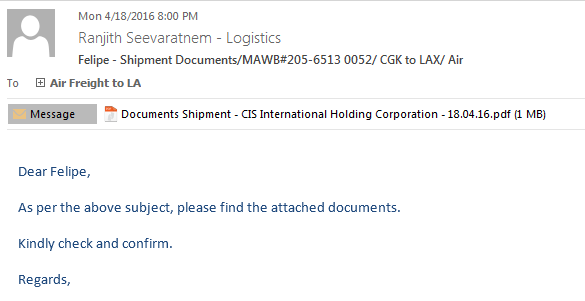 Mon 4/18/2016 8:00 PM
Ranjith Seevaratnem - Logistics
Felipe - Shipment Documents/MAWB#205-6513 0052/ CGK to LAX/ Air
To Air Freight to LA
Message Documents Shipment - CIS International Holding Corporation - 18.04.16.pdf (1 MB)
Dear Felipe,
As per the above subject, please find the attached documents.
Kindly check and confirm.
Regards,